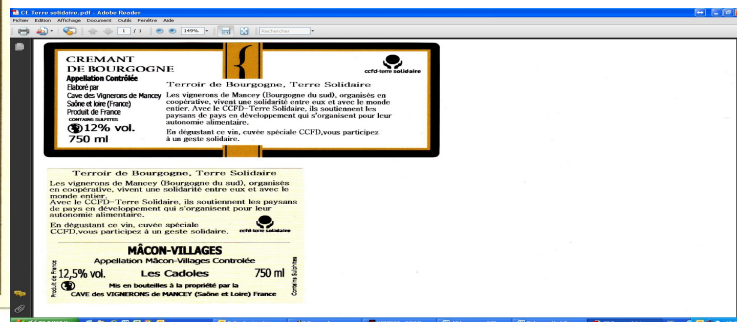 CE Terre solidaire.pdf - Adobe Reader
Fichier Edition Affichage Document Outils Fenêtre Aide
1 / 1 149% Rechercher
CREMANT
DE BOURGOGNE
Appellation Contrôlée
Elaboré par
Cave des Vignerons de Mancey
Saône et loire (France)
Produit de France
CONTAINS SULFITES
12% vol.
750 ml
ccfd-terre solidaire
Terroir de Bourgogne, Terre Solidaire
Les vignerons de Mancey (Bourgogne du sud), organisés en
coopérative, vivent une solidarité entre eux et avec le monde
entier. Avec le CCFD-Terre Solidaire, ils soutiennent les
paysans de pays en développement qui s'organisent pour leur
autonomie alimentaire.
En dégustant ce vin, cuvée spéciale CCFD,vous participez
à un geste solidaire.
Terroir de Bourgogne, Terre Solidaire
Les vignerons de Mancey (Bourgogne du sud), organisés
en coopérative, vivent une solidarité entre eux et avec le
monde entier.
Avec le CCFD-Terre Solidaire, ils soutiennent les paysans
de pays en développement qui s'organisent pour leur
autonomie alimentaire.
En dégustant ce vin, cuvée spéciale
CCFD,vous participez à un geste solidaire.
ccfd-terre solidaire
MÂCON-VILLAGES
Appellation Mâcon-Villages Controlée
Produit de France
12,5% vol. Les Cadoles 750 ml
Contains Sulphites
Mis en bouteilles à la propriété par la
CAVE des VIGNERONS de MANCEY (Saône et Loire) France